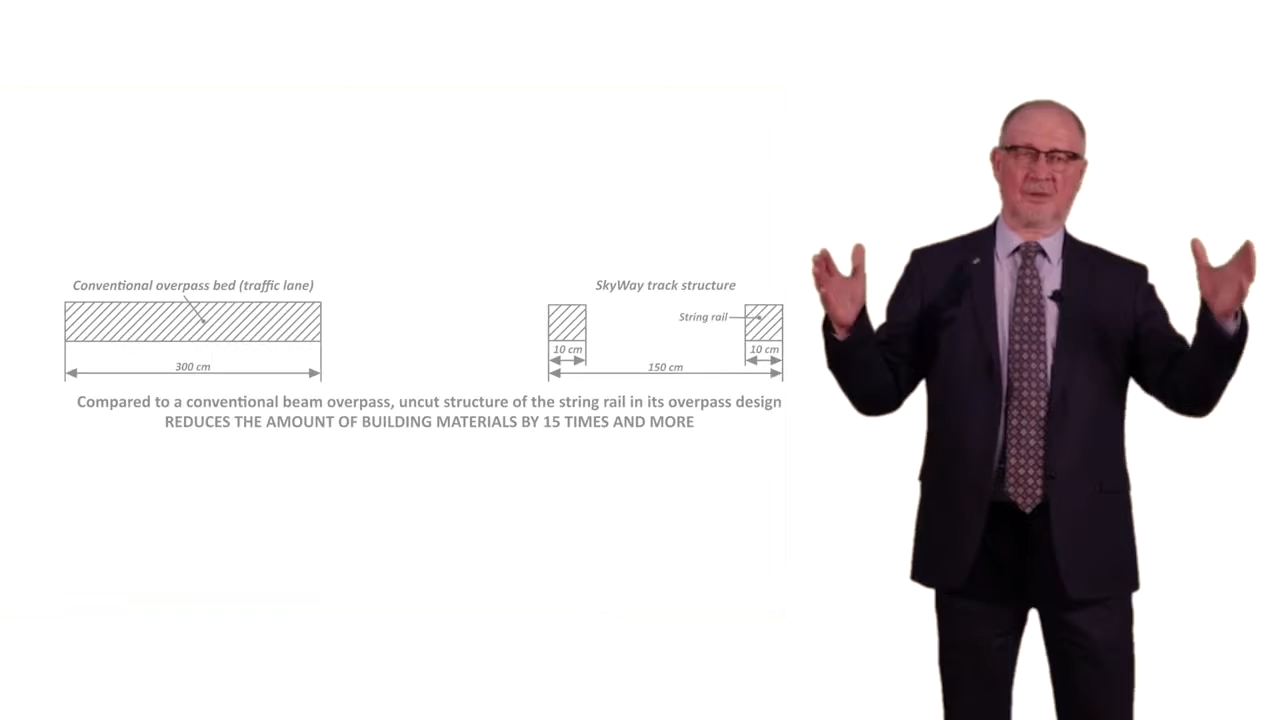 Conventional overpass bed (traffic lane)
300 cm
SkyWay track structure
String rail
10 cm
10 cm
150 cm
Compared to a conventional beam overpass, uncut structure of the string rail in its overpass design
REDUCES THE AMOUNT OF BUILDING MATERIALS BY 15 TIMES AND MORE